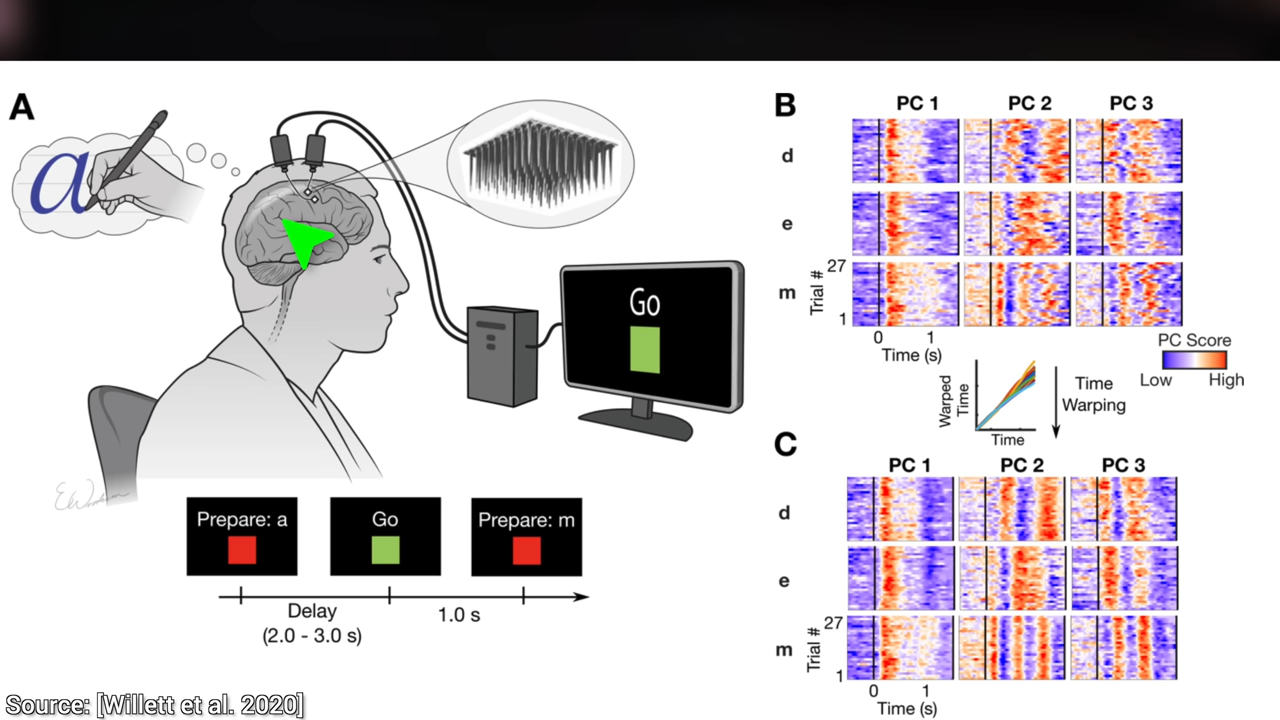 A
a
Go
Prepare: a
Go
Prepare: m
Delay
(2.0 - 3.0 s)
1.0 s
B
PC 1 PC 2 PC 3
d
e
m
Trial #
27
1
0 1
Time (s)
PC Score
Low High
Warped
Time
Time
Time
Warping
C
PC 1 PC 2 PC 3
d
e
m
Trial #
27
1
0 1
Time (s)
Source: [Willett et al. 2020]